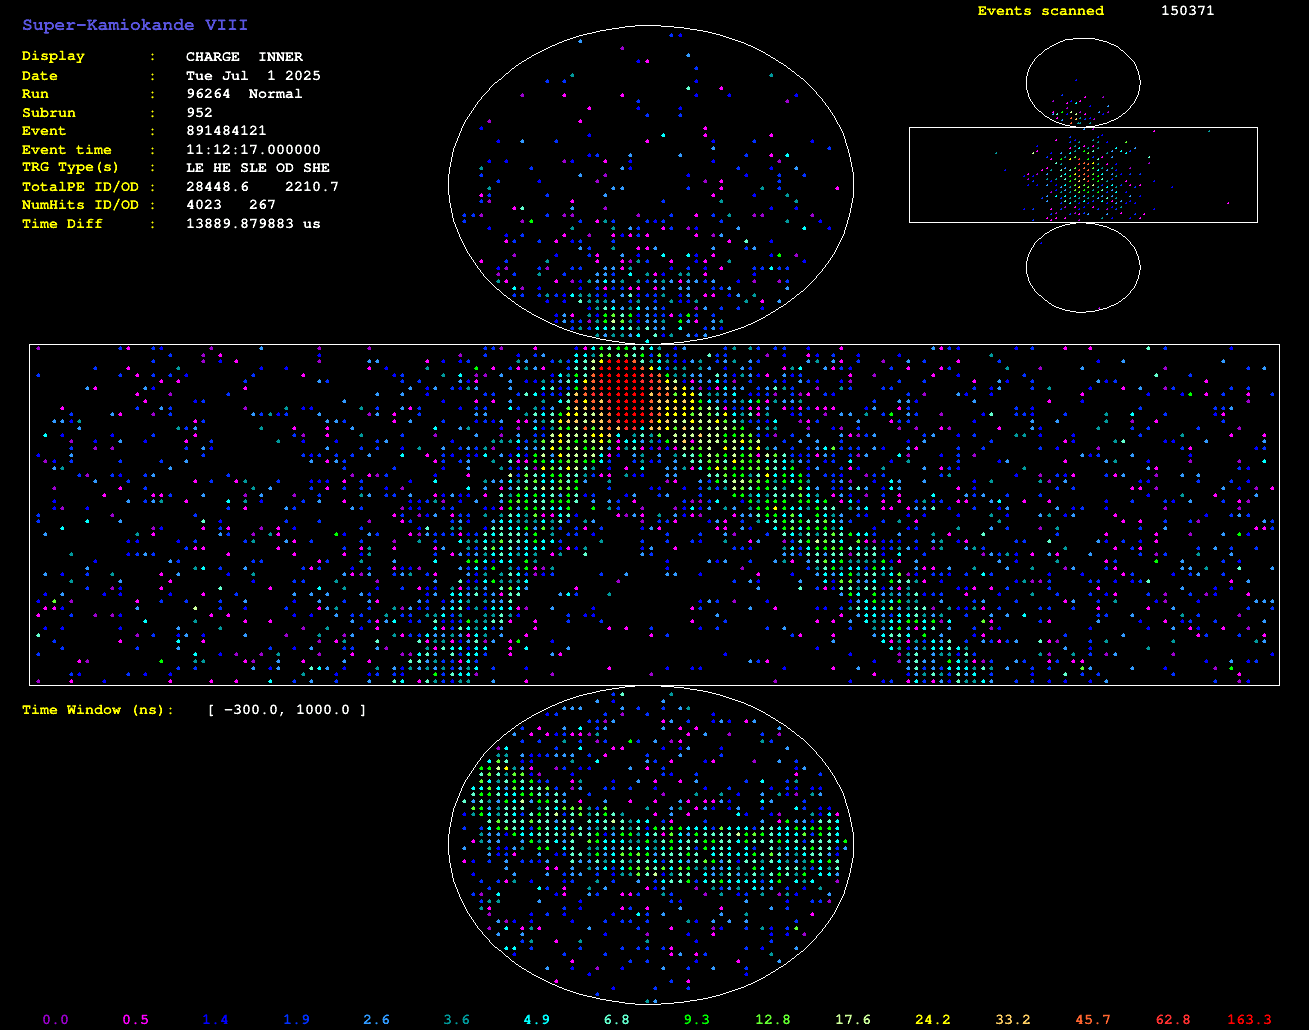 Super-Kamiokande VIII
Events scanned 150371
Display : CHARGE INNER
Date : Tue Jul 1 2025
Run : 96264 Normal
Subrun : 952
Event : 891484121
Event time : 11:12:17.000000
TRG Type(s) : LE HE SLE OD SHE
TotalPE ID/OD : 28448.6 2210.7
NumHits ID/OD : 4023 267
Time Diff : 13889.879883 us
Time Window (ns): [ -300.0, 1000.0 ]
0.0 0.5 1.4 1.9 2.6 3.6 4.9 6.8 9.3 12.8 17.6 24.2 33.2 45.7 62.8 163.3